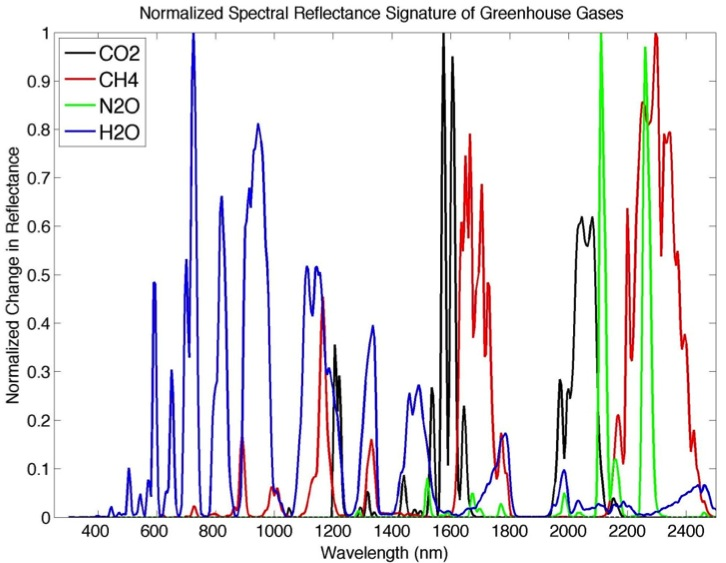 Normalized Spectral Reflectance Signature of Greenhouse Gases
Normalized Change in Reflectance
1
0.9
0.8
0.7
0.6
0.5
0.4
0.3
0.2
0.1
0
CO2
CH4
N2O
H2O
400 600 800 1000 1200 1400 1600 1800 2000 2200 2400
Wavelength (nm)